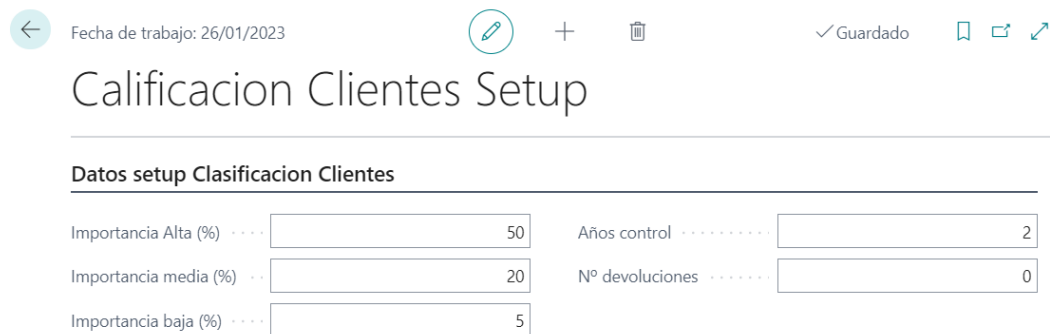 Fecha de trabajo: 26/01/2023
Guardado
Calificacion Clientes Setup
Datos setup Clasificacion Clientes
Importancia Alta (%) 50
Años control 2
Importancia media (%) 20
Nº devoluciones 0
Importancia baja (%) 5